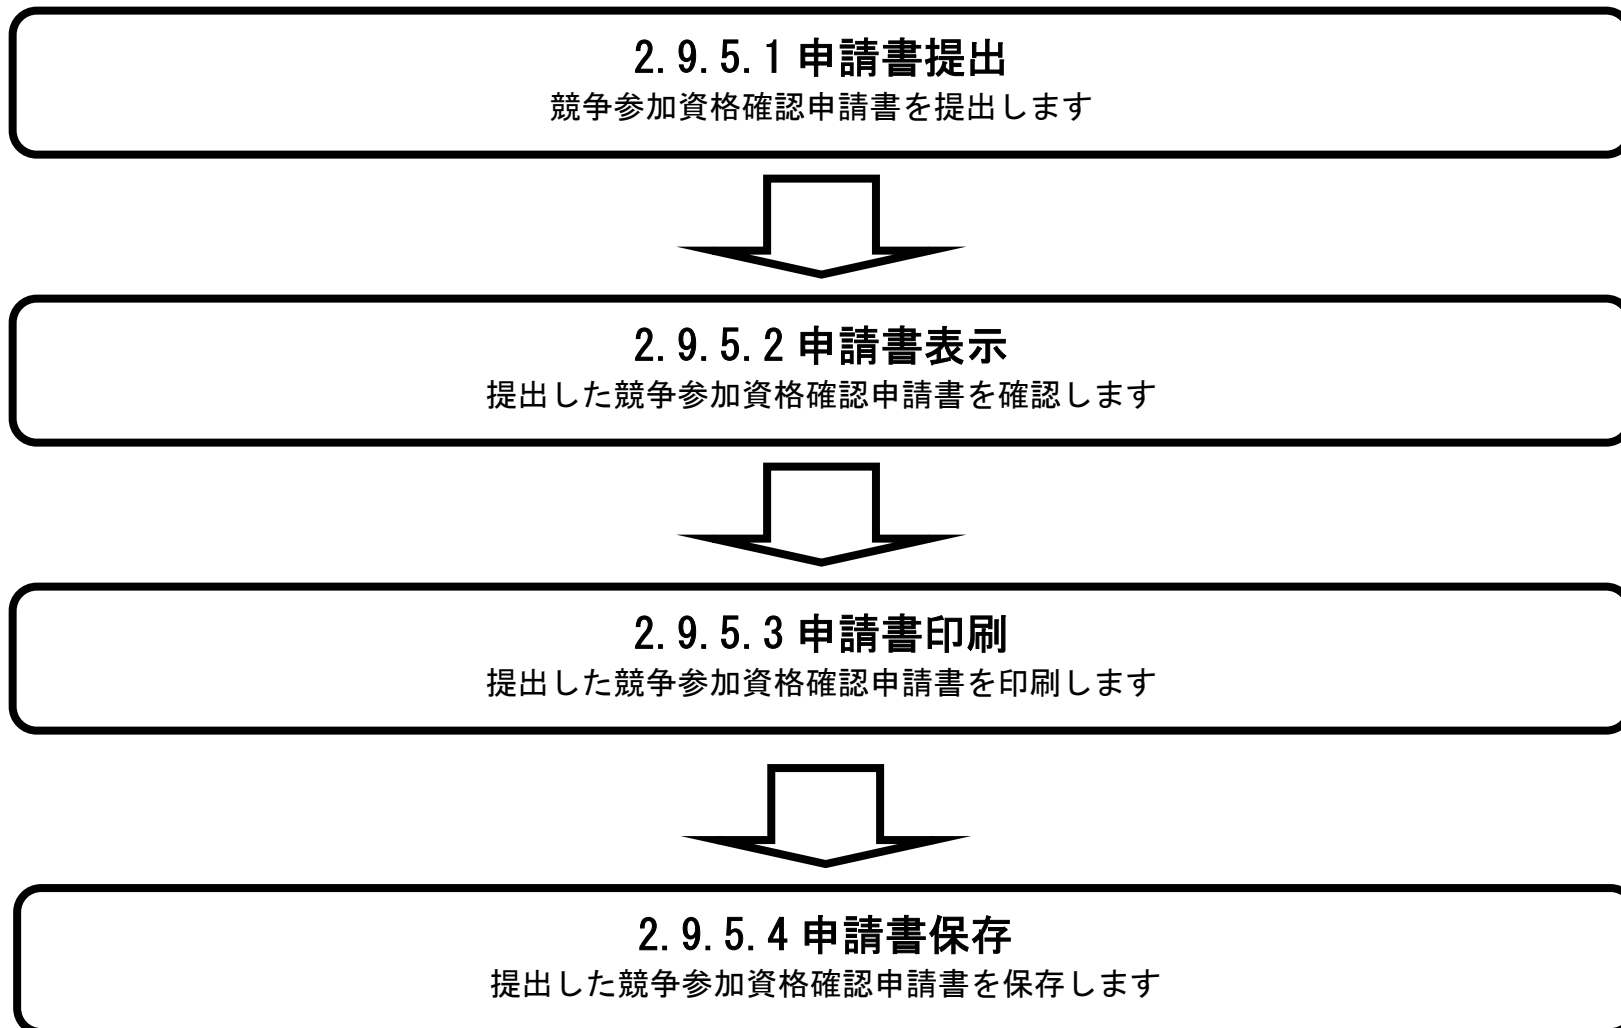 2.9.5.1 申請書提出
競争参加資格確認申請書を提出します
2.9.5.2 申請書表示
提出した競争参加資格確認申請書を確認します
2.9.5.3 申請書印刷
提出した競争参加資格確認申請書を印刷します
2.9.5.4 申請書保存
提出した競争参加資格確認申請書を保存します